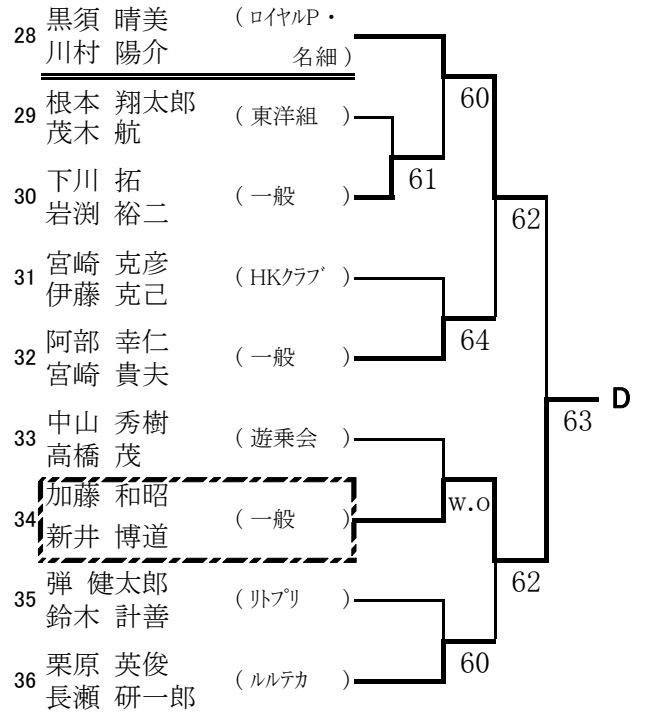 28 黒須 晴美 ( ロイヤルP・
川村 陽介 名細 )
60
29 根本 翔太郎 ( 東洋組 )
茂木 航
61
30 下川 拓 ( 一般 )
岩渕 裕二
62
31 宮崎 克彦 ( HKクラブ )
伊藤 克己
64
32 阿部 幸仁 ( 一般 )
宮崎 貴夫
63 D
33 中山 秀樹 ( 遊乗会 )
高橋 茂
w.o
34 加藤 和昭 ( 一般 )
新井 博道
62
35 弾 健太郎 ( リトプリ )
鈴木 計善
60
36 栗原 英俊 ( ルルテカ )
長瀬 研一郎